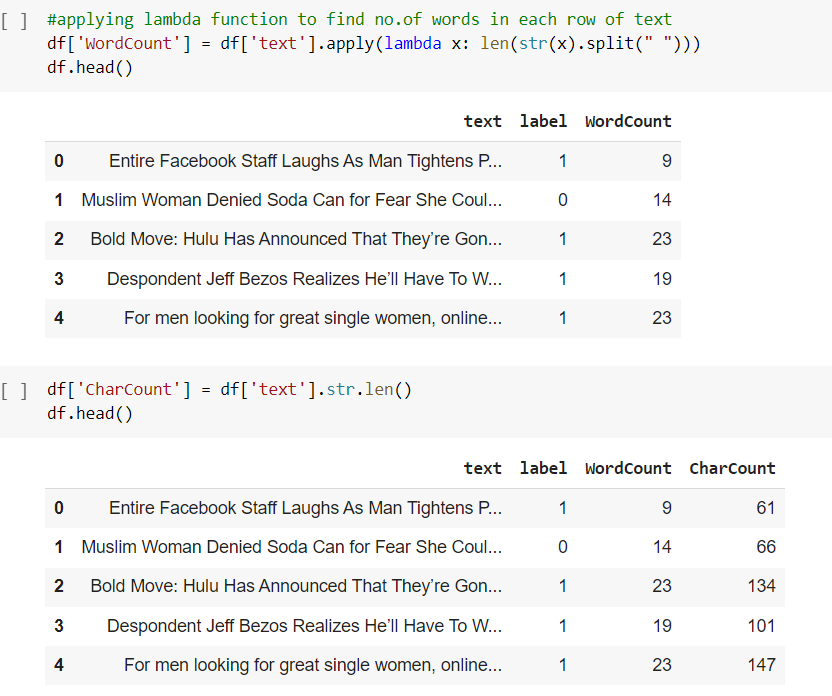 [ ] #applying lambda function to find no.of words in each row of text
df['WordCount'] = df['text'].apply(lambda x: len(str(x).split(" ")))
df.head()
text label WordCount
0 Entire Facebook Staff Laughs As Man Tightens P... 1 9
1 Muslim Woman Denied Soda Can for Fear She Coul... 0 14
2 Bold Move: Hulu Has Announced That They’re Gon... 1 23
3 Despondent Jeff Bezos Realizes He’ll Have To W... 1 19
4 For men looking for great single women, online... 1 23
[ ] df['CharCount'] = df['text'].str.len()
df.head()
text label WordCount CharCount
0 Entire Facebook Staff Laughs As Man Tightens P... 1 9 61
1 Muslim Woman Denied Soda Can for Fear She Coul... 0 14 66
2 Bold Move: Hulu Has Announced That They’re Gon... 1 23 134
3 Despondent Jeff Bezos Realizes He’ll Have To W... 1 19 101
4 For men looking for great single women, online... 1 23 147